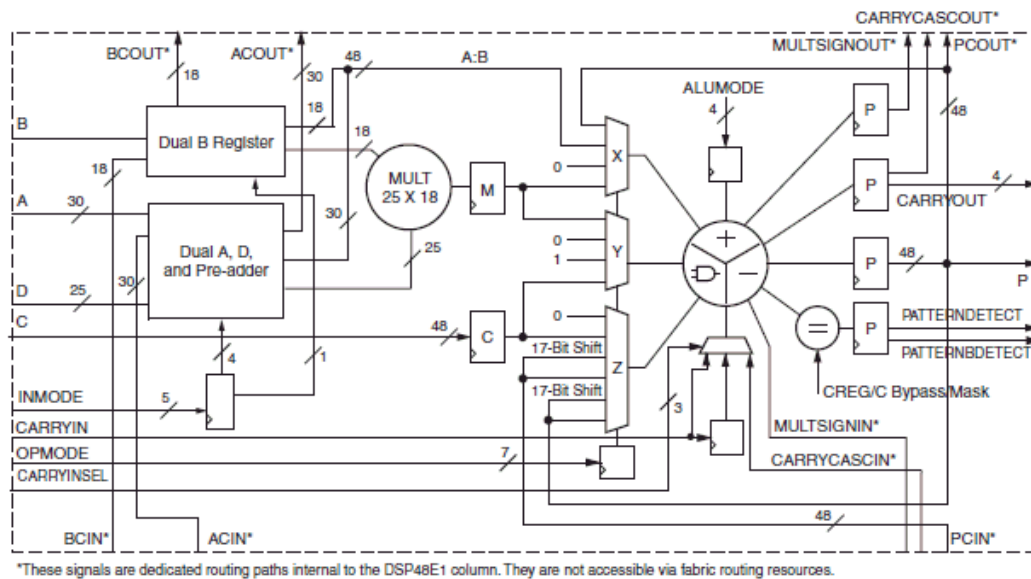 CARRYCASCOUT*
BCOUT* ACOUT* MULTSIGNOUT* PCOUT*
48 A:B
18 30
ALUMODE
18 4
B P 48
Dual B Register 18
X
18 0
MULT
25 X 18 M P 4
CARRYOUT
A 30 30
Dual A, D,
and Pre-adder
0 Y
1
25
+
−
P 48
P
30
D 25
C 48 C
0
17-Bit Shift
Z
17-Bit Shift
= P PATTERNDETECT
PATTERNBDETECT
4 1
CREG/C Bypass/Mask
INMODE 5
3
CARRYIN MULTSIGNIN*
OPMODE 7
CARRYINSEL CARRYCASCIN*
48
BCIN* ACIN* PCIN*
*These signals are dedicated routing paths internal to the DSP48E1 column. They are not accessible via fabric routing resources.